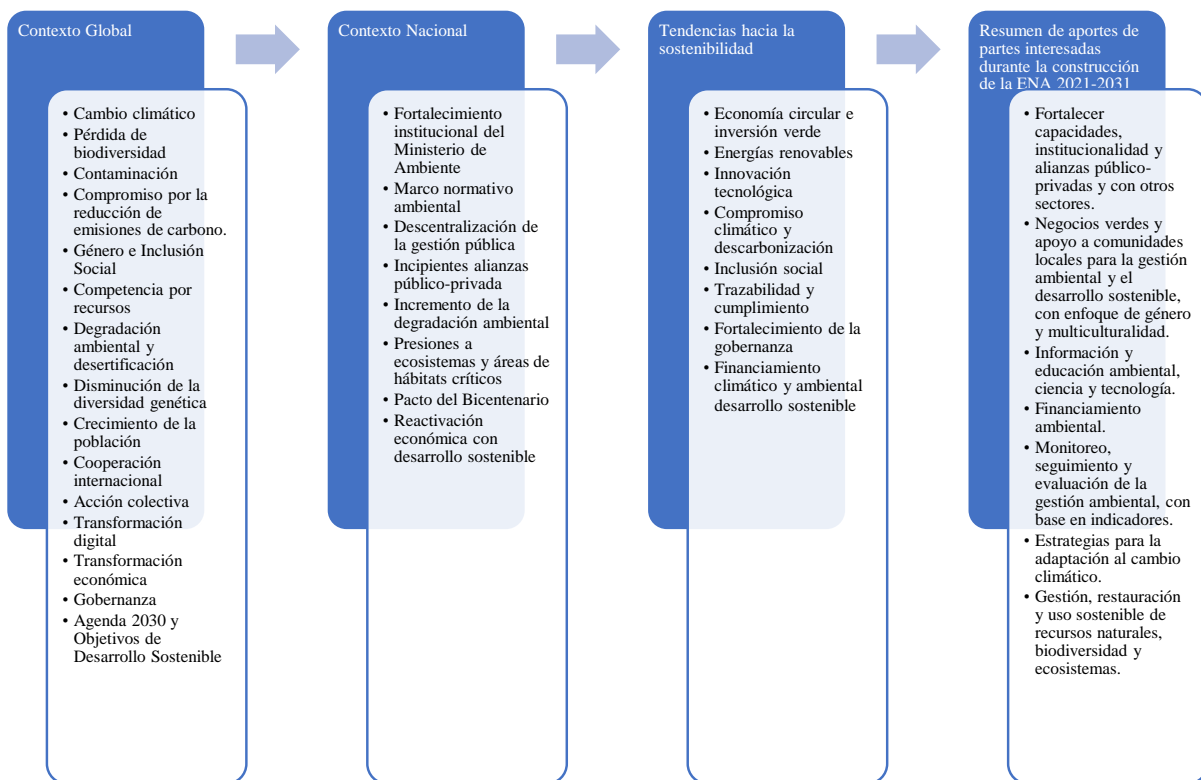 Contexto Global
• Cambio climático
• Pérdida de
biodiversidad
• Contaminación
• Compromiso por la
reducción de
emisiones de carbono.
• Género e Inclusión
Social
• Competencia por
recursos
• Degradación
ambiental y
desertificación
• Disminución de la
diversidad genética
• Crecimiento de la
población
• Cooperación
internacional
• Acción colectiva
• Transformación
digital
• Transformación
económica
• Gobernanza
• Agenda 2030 y
Objetivos de
Desarrollo Sostenible
Contexto Nacional
• Fortalecimiento
institucional del
Ministerio de
Ambiente
• Marco normativo
ambiental
• Descentralización de
la gestión pública
• Incipientes alianzas
público-privada
• Incremento de la
degradación ambiental
• Presiones a
ecosistemas y áreas de
hábitats críticos
• Pacto del Bicentenario
• Reactivación
económica con
desarrollo sostenible
Tendencias hacia la
sostenibilidad
• Economía circular e
inversión verde
• Energías renovables
• Innovación
tecnológica
• Compromiso
climático y
descarbonización
• Inclusión social
• Trazabilidad y
cumplimiento
• Fortalecimiento de la
gobernanza
• Financiamiento
climático y ambiental
desarrollo sostenible
Resumen de aportes de
partes interesadas
durante la construcción
de la ENA 2021-2031
• Fortalecer
capacidades,
institucionalidad y
alianzas público-
privadas y con otros
sectores.
• Negocios verdes y
apoyo a comunidades
locales para la gestión
ambiental y el
desarrollo sostenible,
con enfoque de género
y multiculturalidad.
• Información y
educación ambiental,
ciencia y tecnología.
• Financiamiento
ambiental.
• Monitoreo,
seguimiento y
evaluación de la
gestión ambiental, con
base en indicadores.
• Estrategias para la
adaptación al cambio
climático.
• Gestión, restauración
y uso sostenible de
recursos naturales,
biodiversidad y
ecosistemas.